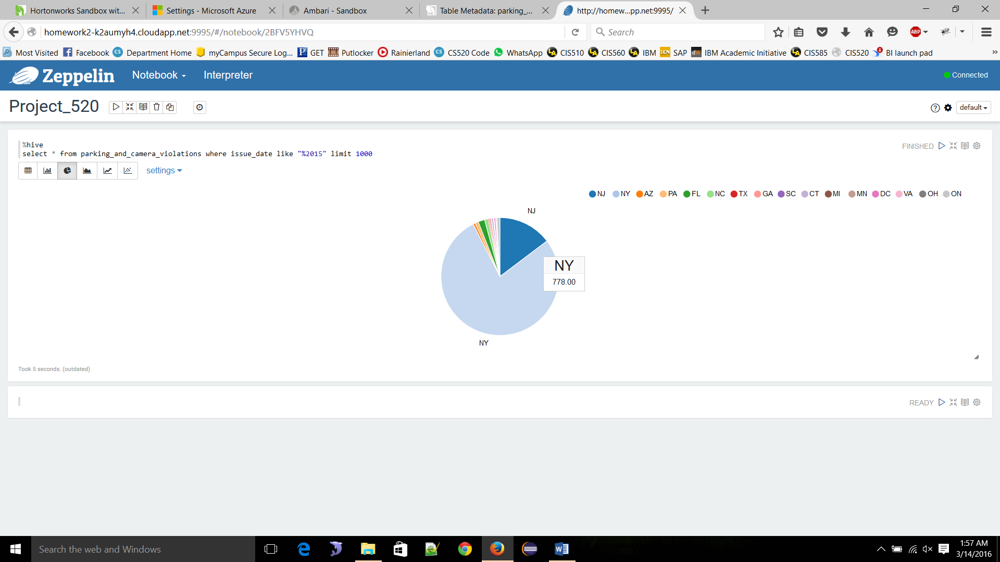 Hortonworks Sandbox wit... Settings - Microsoft Azure Ambari - Sandbox Table Metadata: parking_... http://homew...pp.net:9995/
homework2-k2aumyh4.cloudapp.net:9995/#/notebook/2BFV5YHVQ Search ABP
Most Visited Facebook CS Department Home myCampus Secure Log... P GET Putlocker Rainierland CS CS520 Code WhatsApp CIS510 CIS560 IBM SCN SAP dW IBM Academic Initiative CIS585 CIS520 BI launch pad »
Zeppelin Notebook Interpreter Connected
Project_520 default
%hive
FINISHED
select * from parking_and_camera_violations where issue_date like "%2015" limit 1000
settings
NJ NY AZ PA FL NC TX GA SC CT MI MN DC VA OH ON
NJ
NY
778.00
NY
Took 5 seconds. (outdated)
READY
Search the web and Windows
1:57 AM
3/14/2016